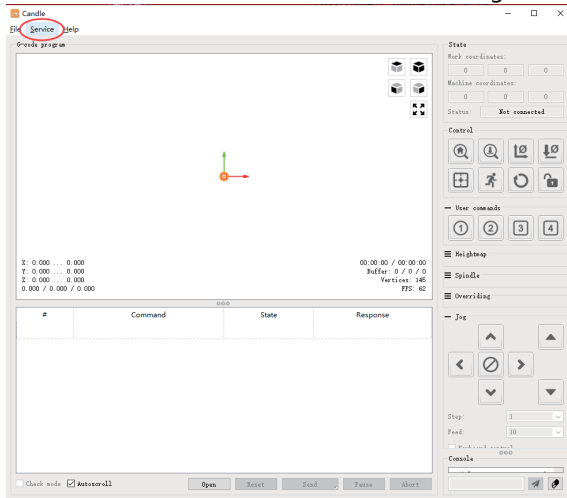 Candle
File Service Help
G-code program
X: 0.000 ... 0.000
Y: 0.000 ... 0.000
Z: 0.000 ... 0.000
0.000 / 0.000 / 0.000
00:00:00 / 00:00:00
Buffer: 0 / 0 / 0
Vertices: 145
FPS: 62
# Command State Response
Check mode Autoscroll Open Reset Send Pause Abort
State
Work coordinates:
0 0 0
Machine coordinates:
0 0 0
Status: Not connected
Control
User commands
1 2 3 4
Heightmap
Spindle
Overriding
Jog
Step: 1
Feed: 10
Keyboard control
Console